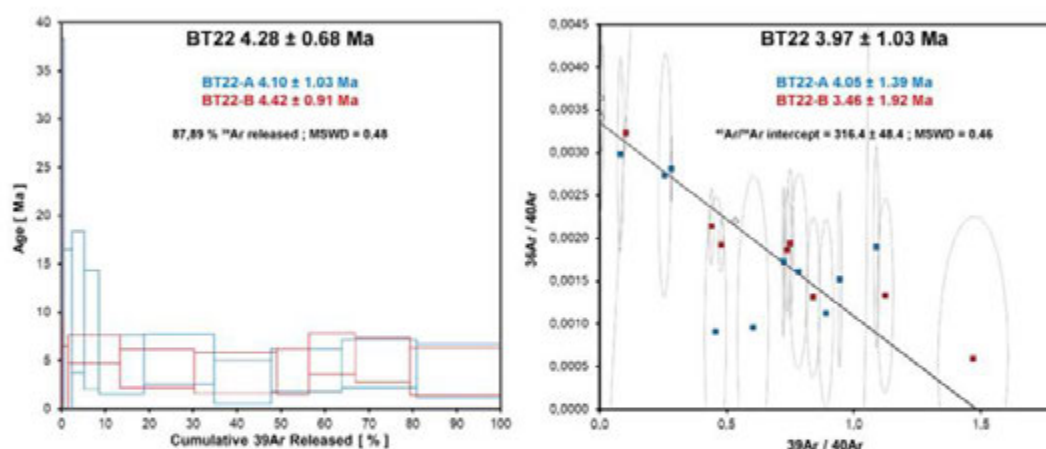 BT22 4.28 ± 0.68 Ma
BT22-A 4.10 ± 1.03 Ma
BT22-B 4.42 ± 0.91 Ma
87,89 % ³⁹Ar released ; MSWD = 0.48
Age [ Ma ]
40
35
30
25
20
15
10
5
0
0 10 20 30 40 50 60 70 80 90 100
Cumulative 39Ar Released [ % ]
BT22 3.97 ± 1.03 Ma
BT22-A 4.05 ± 1.39 Ma
BT22-B 3.46 ± 1.92 Ma
⁴⁰Ar/³⁶Ar intercept = 316.4 ± 48.4 ; MSWD = 0.46
36Ar / 40Ar
0,0045
0,0040
0,0035
0,0030
0,0025
0,0020
0,0015
0,0010
0,0005
0,0000
0,0 0,5 1,0 1,5
39Ar / 40Ar